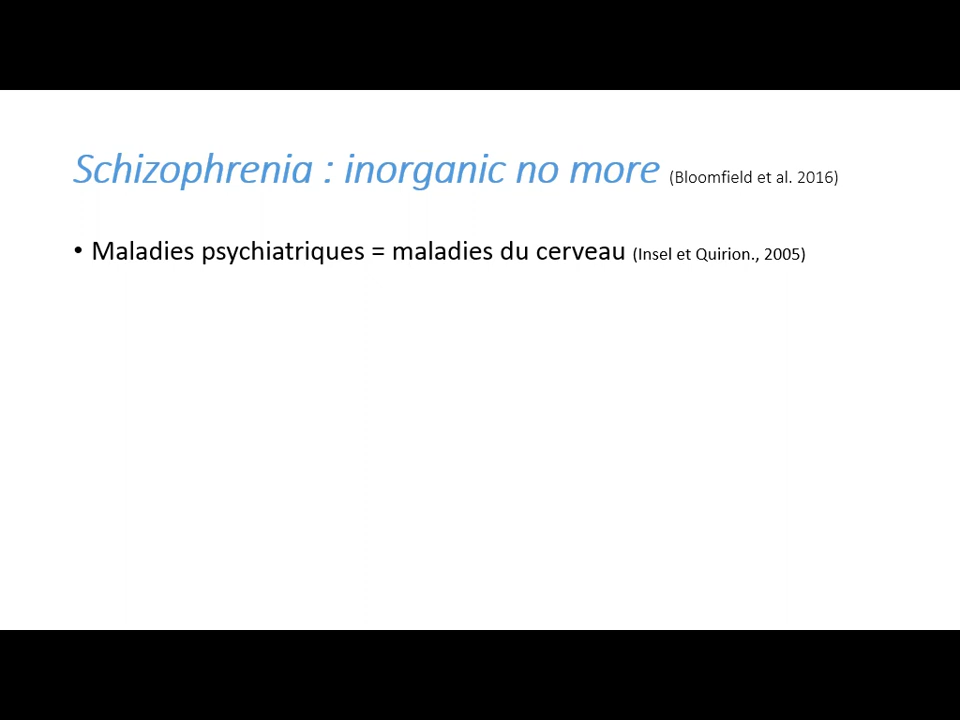 Schizophrenia : inorganic no more (Bloomfield et al. 2016)
• Maladies psychiatriques = maladies du cerveau (Insel et Quirion., 2005)